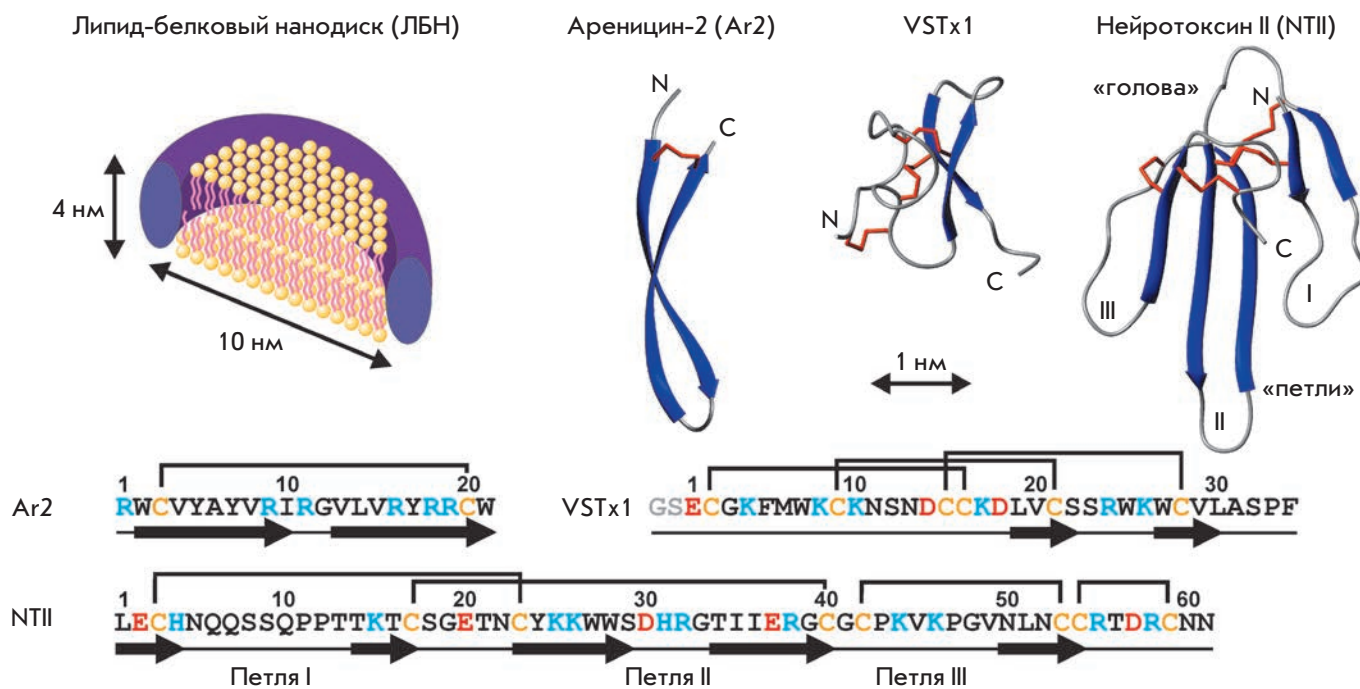 Липид-белковый нанодиск (ЛБН)
Ареницин-2 (Ar2)
VSTx1
Нейротоксин II (NTII)
4 нм
10 нм
N
C
N
C
1 нм
«голова»
N
C
III
I
II
«петли»
1 10 20
Ar2 RWCVYAYVRIRGVLVRYRRCW
1 10 20 30
VSTx1 GSECGKFMWKCKNSNDCCKDLVCSSRWKWCVLASPF
1 10 20 30 40 50 60
NTII LECHNQQSSQPPTTKTCSGETNCYKKWWSDHRGTIIERGCGCPKVKPGVNLNCCRTDRCNN
Петля I Петля II Петля III